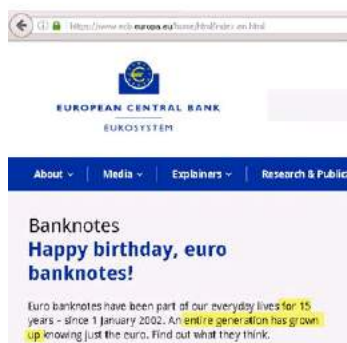 https://www.ecb.europa.eu/home/html/index.en.html
EUROPEAN CENTRAL BANK
EUROSYSTEM
About
Media
Explainers
Research & Public
Banknotes
Happy birthday, euro
banknotes!
Euro banknotes have been part of our everyday lives for 15
years – since 1 January 2002. An entire generation has grown
up knowing just the euro. Find out what they think.